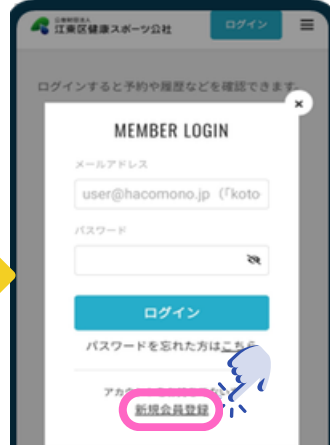 公益財団法人
江東区健康スポーツ公社
ログイン
ログインすると予約や履歴などを確認できます
MEMBER LOGIN
メールアドレス
user@hacomono.jp（「koto
パスワード
ログイン
パスワードを忘れた方はこちら
新規会員登録